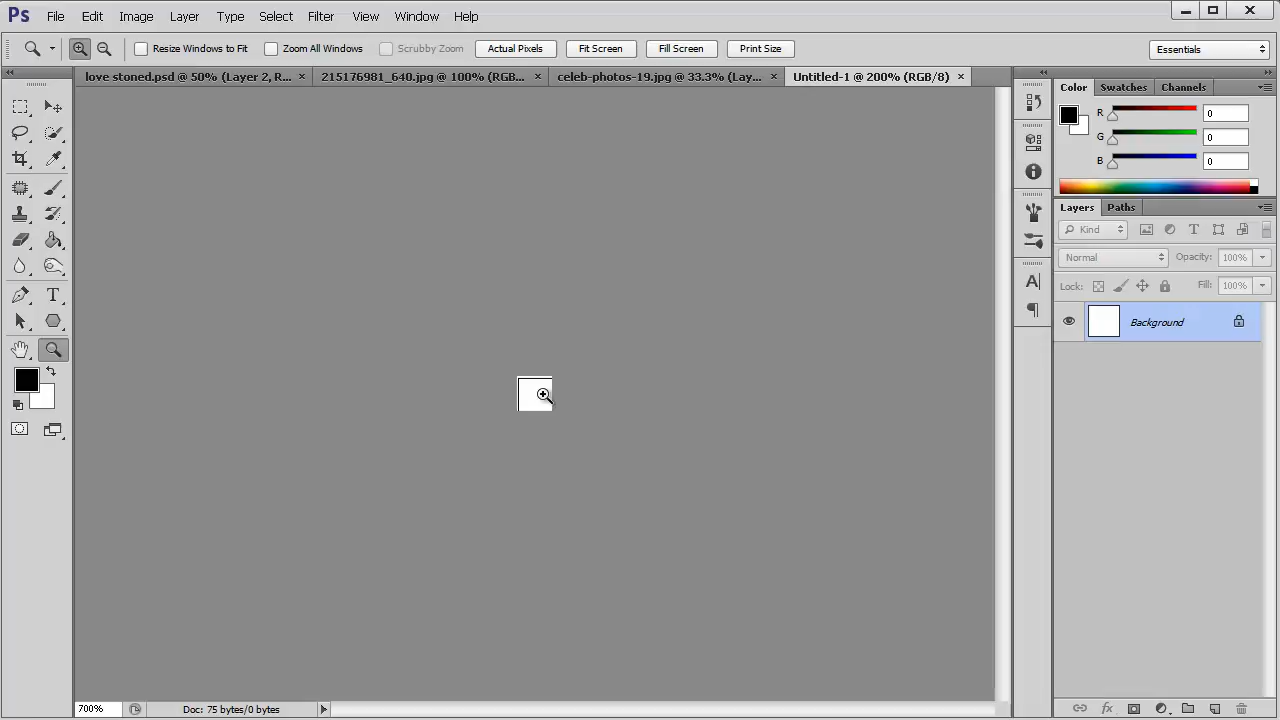 Ps File Edit Image Layer Type Select Filter View Window Help
Resize Windows to Fit Zoom All Windows Scrubby Zoom Actual Pixels Fit Screen Fill Screen Print Size Essentials
love stoned.psd @ 50% (Layer 2, R... × 215176981_640.jpg @ 100% (RGB... × celeb-photos-19.jpg @ 33.3% (Lay... × Untitled-1 @ 200% (RGB/8) ×
Color Swatches Channels
R 0
G 0
B 0
Layers Paths
Kind
Normal Opacity: 100%
Lock: Fill: 100%
Background
700% Doc: 75 bytes/0 bytes